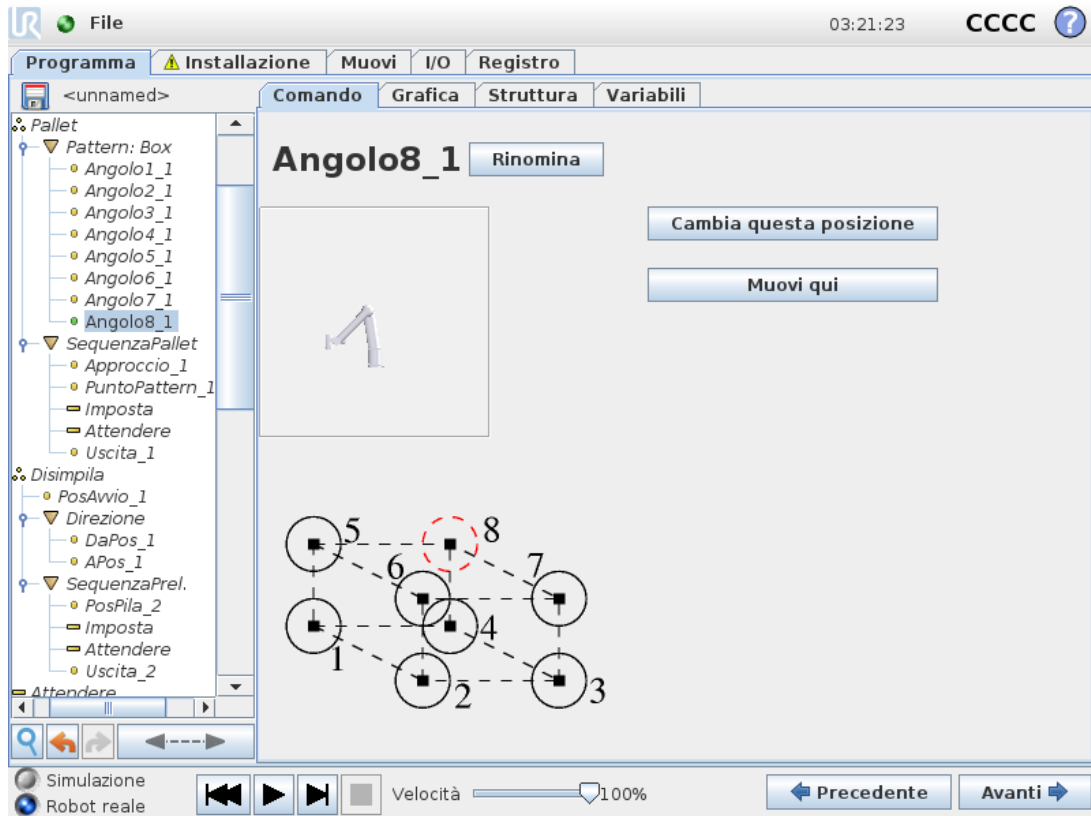 UR File 03:21:23 CCCC ?
Programma Installazione Muovi I/O Registro
<unnamed> Comando Grafica Struttura Variabili
Pallet
Pattern: Box
Angolo1_1
Angolo2_1
Angolo3_1
Angolo4_1
Angolo5_1
Angolo6_1
Angolo7_1
Angolo8_1
SequenzaPallet
Approccio_1
PuntoPattern_1
Imposta
Attendere
Uscita_1
Disimpila
PosAvvio_1
Direzione
DaPos_1
APos_1
SequenzaPrel.
PosPila_2
Imposta
Attendere
Uscita_2
Attendere
Angolo8_1 Rinomina
Cambia questa posizione
Muovi qui
5 8
6 7
1 4
2 3
Simulazione
Robot reale
Velocità 100%
Precedente Avanti